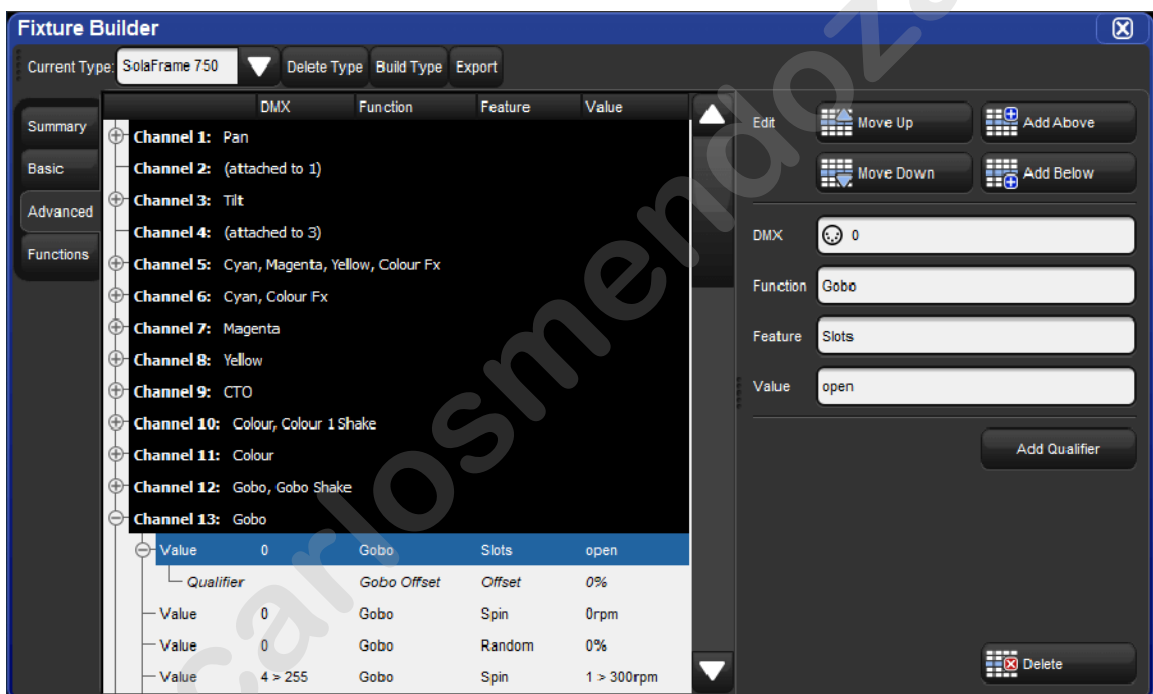 Fixture Builder
Current Type: SolaFrame 750 Delete Type Build Type Export
DMX Function Feature Value
Summary
Basic
Advanced
Functions
Channel 1: Pan
Channel 2: (attached to 1)
Channel 3: Tilt
Channel 4: (attached to 3)
Channel 5: Cyan, Magenta, Yellow, Colour Fx
Channel 6: Cyan, Colour Fx
Channel 7: Magenta
Channel 8: Yellow
Channel 9: CTO
Channel 10: Colour, Colour 1 Shake
Channel 11: Colour
Channel 12: Gobo, Gobo Shake
Channel 13: Gobo
Value 0 Gobo Slots open
Qualifier Gobo Offset Offset 0%
Value 0 Gobo Spin 0rpm
Value 0 Gobo Random 0%
Value 4 > 255 Gobo Spin 1 > 300rpm
Edit Move Up Add Above
Move Down Add Below
DMX 0
Function Gobo
Feature Slots
Value open
Add Qualifier
Delete
carlosmendoza